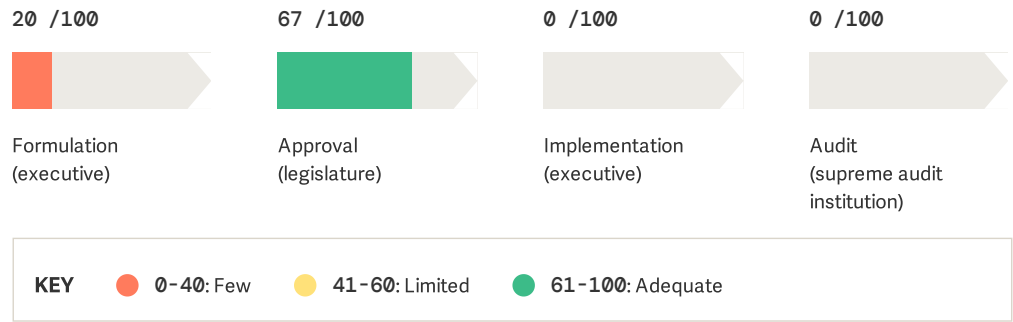 20 /100
67 /100
0 /100
0 /100
Formulation
(executive)
Approval
(legislature)
Implementation
(executive)
Audit
(supreme audit
institution)
KEY
0-40: Few
41-60: Limited
61-100: Adequate